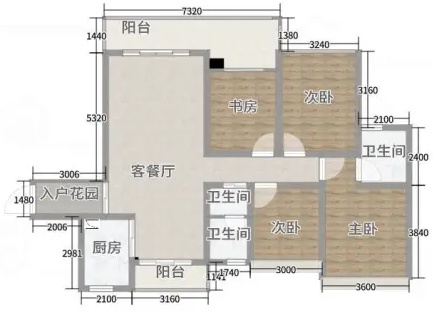 7320
阳台
1440
1380
3240
5320
3160
次卧
书房
2100
卫生间
2400
客餐厅
3006
入户花园
1480
卫生间
次卧
主卧
3840
2006
卫生间
厨房
2981
阳台
1141
1740
3000
3600
2100
3160